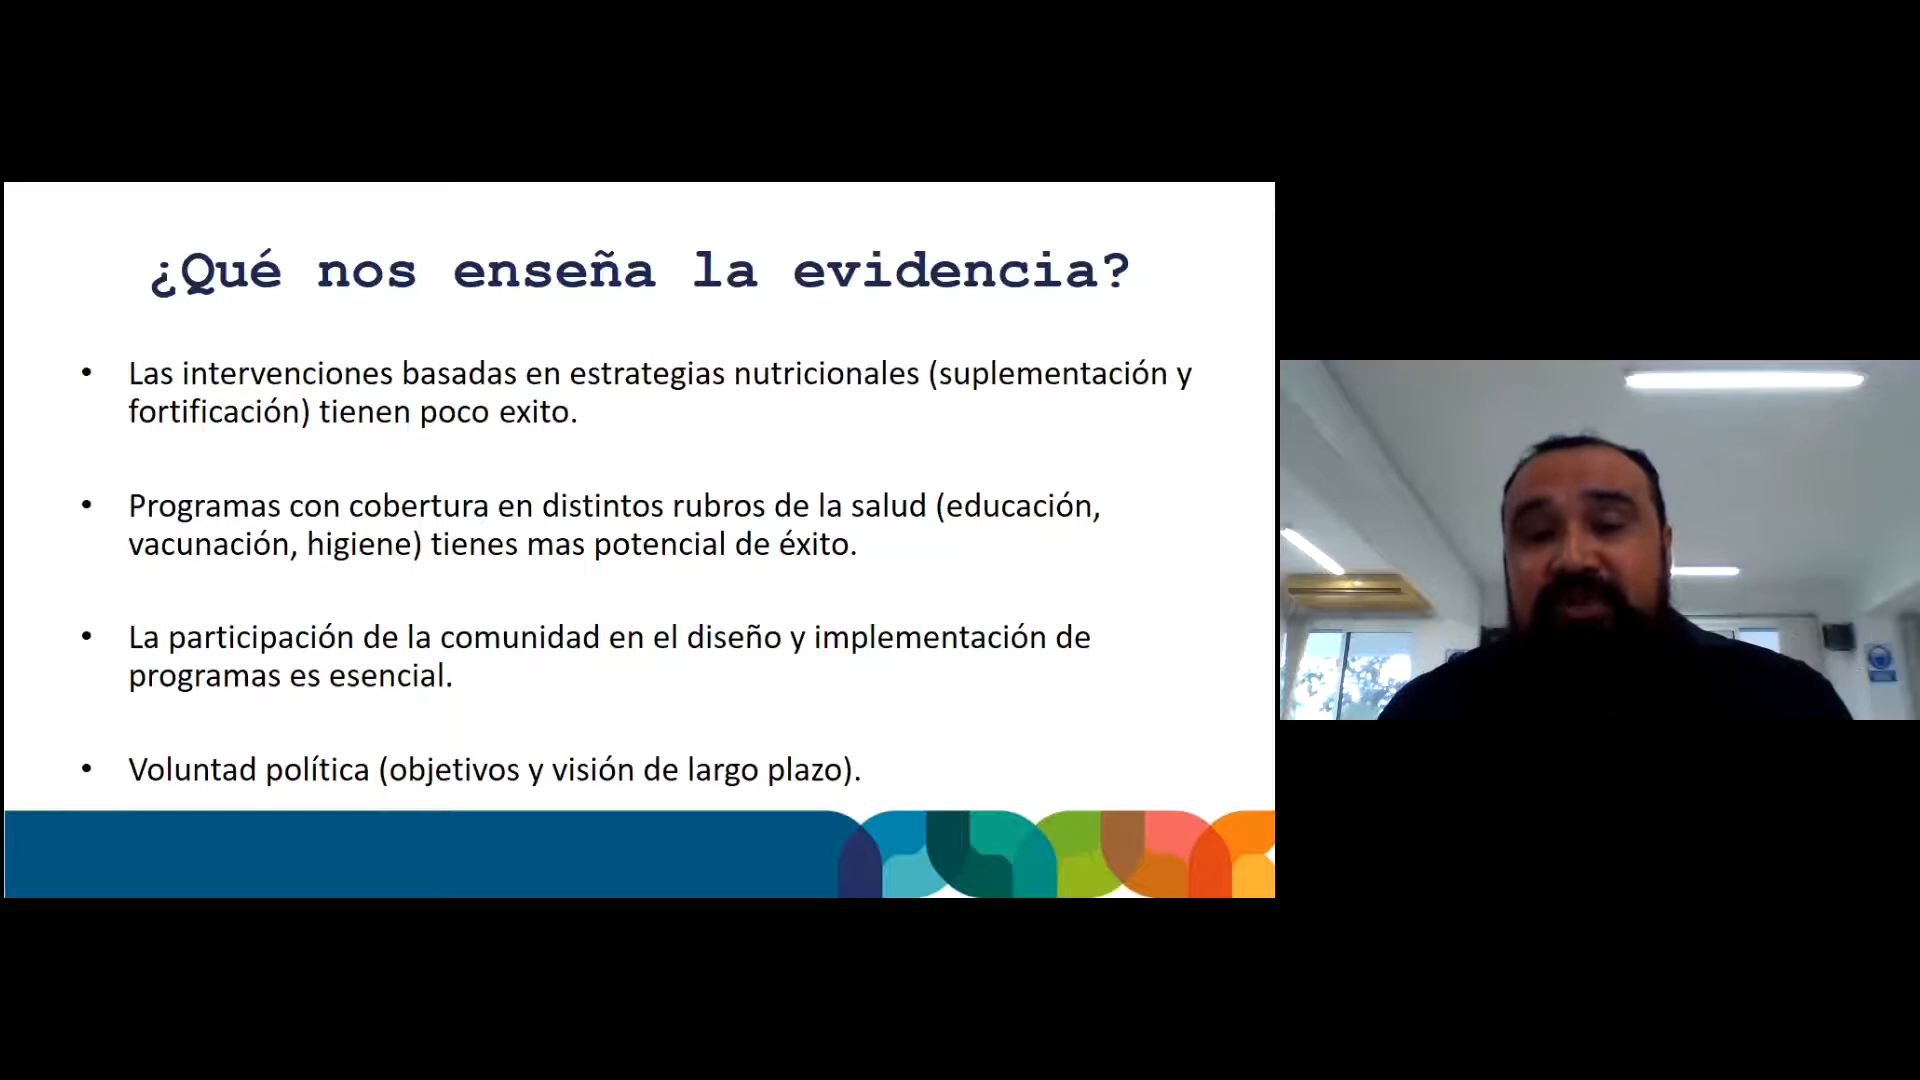 ¿Qué nos enseña la evidencia?
• Las intervenciones basadas en estrategias nutricionales (suplementación y
fortificación) tienen poco exito.
• Programas con cobertura en distintos rubros de la salud (educación,
vacunación, higiene) tienes mas potencial de éxito.
• La participación de la comunidad en el diseño y implementación de
programas es esencial.
• Voluntad política (objetivos y visión de largo plazo).